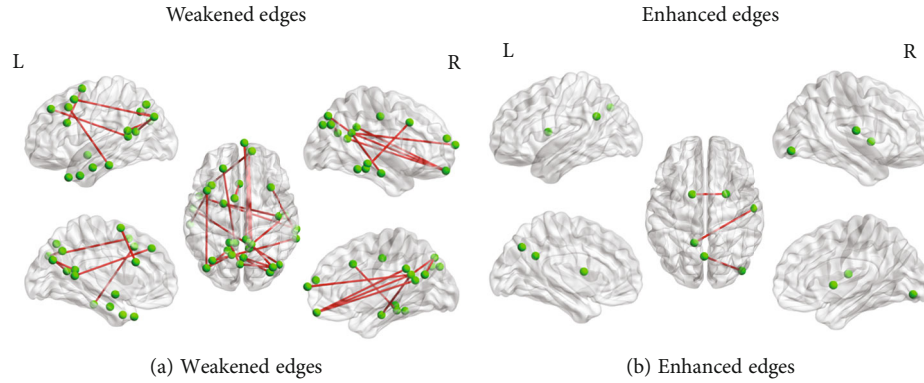 Weakened edges
Enhanced edges
L
R
L
R
(a) Weakened edges
(b) Enhanced edges